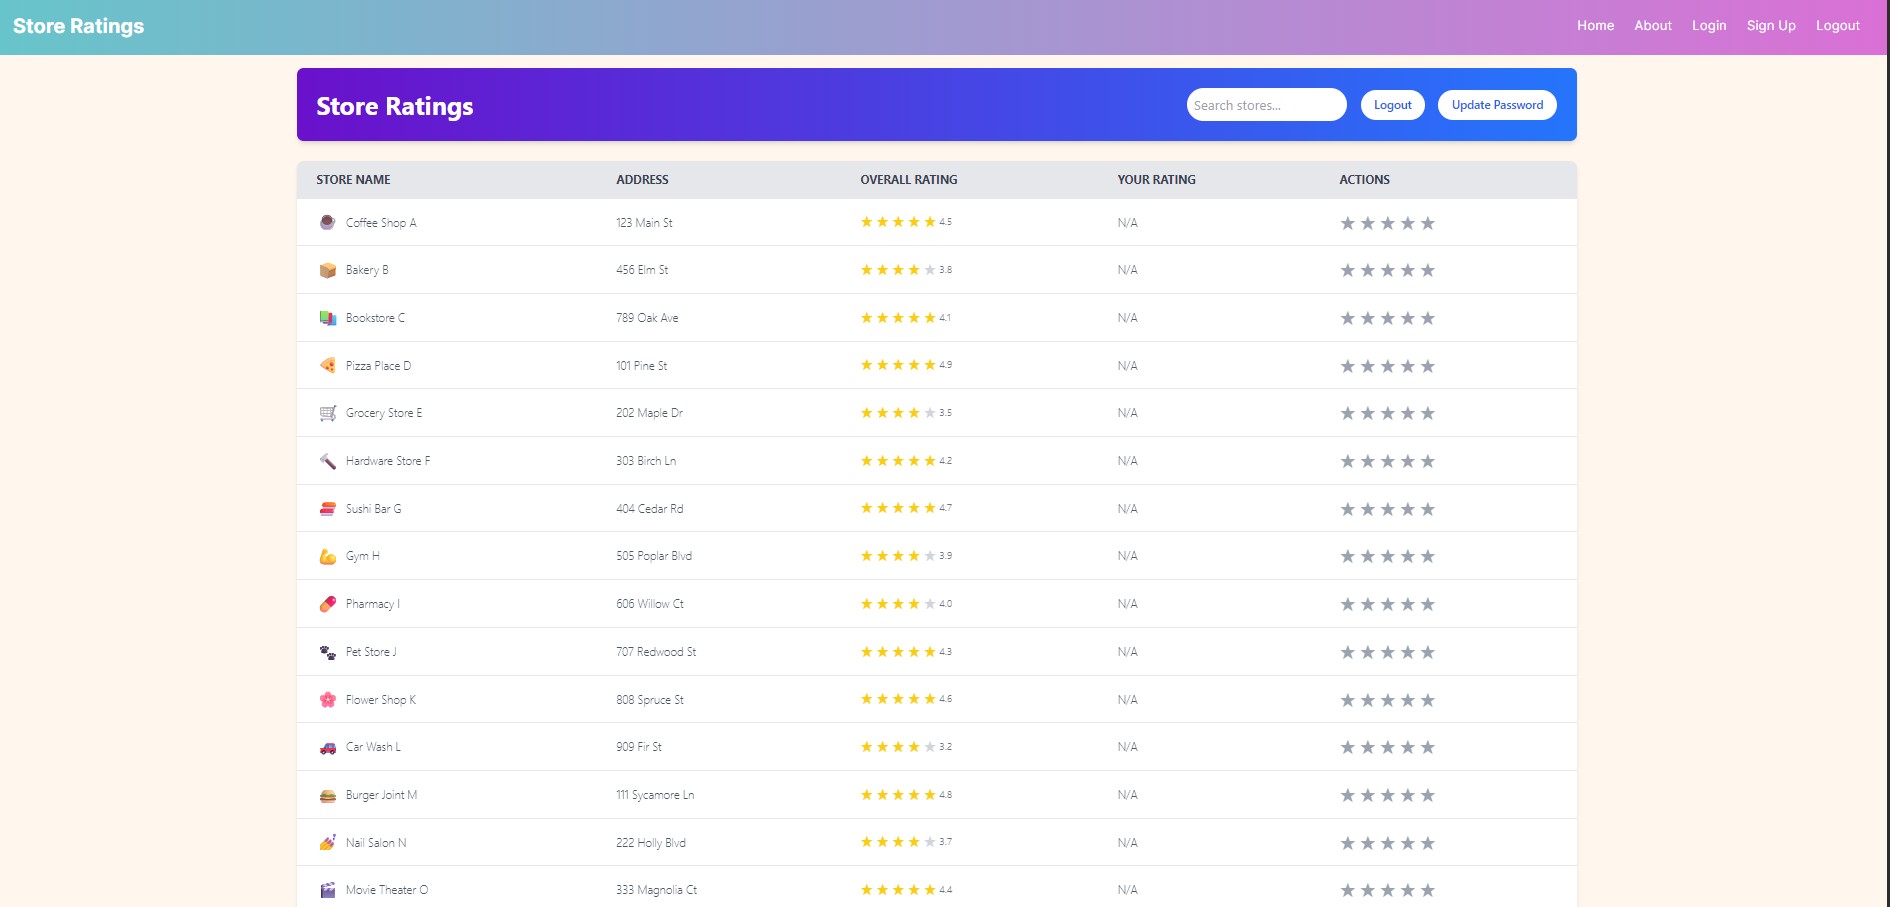 Store Ratings Home About Login Sign Up Logout
Store Ratings Search stores... Logout Update Password
STORE NAME ADDRESS OVERALL RATING YOUR RATING ACTIONS
Coffee Shop A 123 Main St 4.5 N/A
Bakery B 456 Elm St 3.8 N/A
Bookstore C 789 Oak Ave 4.1 N/A
Pizza Place D 101 Pine St 4.9 N/A
Grocery Store E 202 Maple Dr 3.5 N/A
Hardware Store F 303 Birch Ln 4.2 N/A
Sushi Bar G 404 Cedar Rd 4.7 N/A
Gym H 505 Poplar Blvd 3.9 N/A
Pharmacy I 606 Willow Ct 4.0 N/A
Pet Store J 707 Redwood St 4.3 N/A
Flower Shop K 808 Spruce St 4.6 N/A
Car Wash L 909 Fir St 3.2 N/A
Burger Joint M 111 Sycamore Ln 4.8 N/A
Nail Salon N 222 Holly Blvd 3.7 N/A
Movie Theater O 333 Magnolia Ct 4.4 N/A